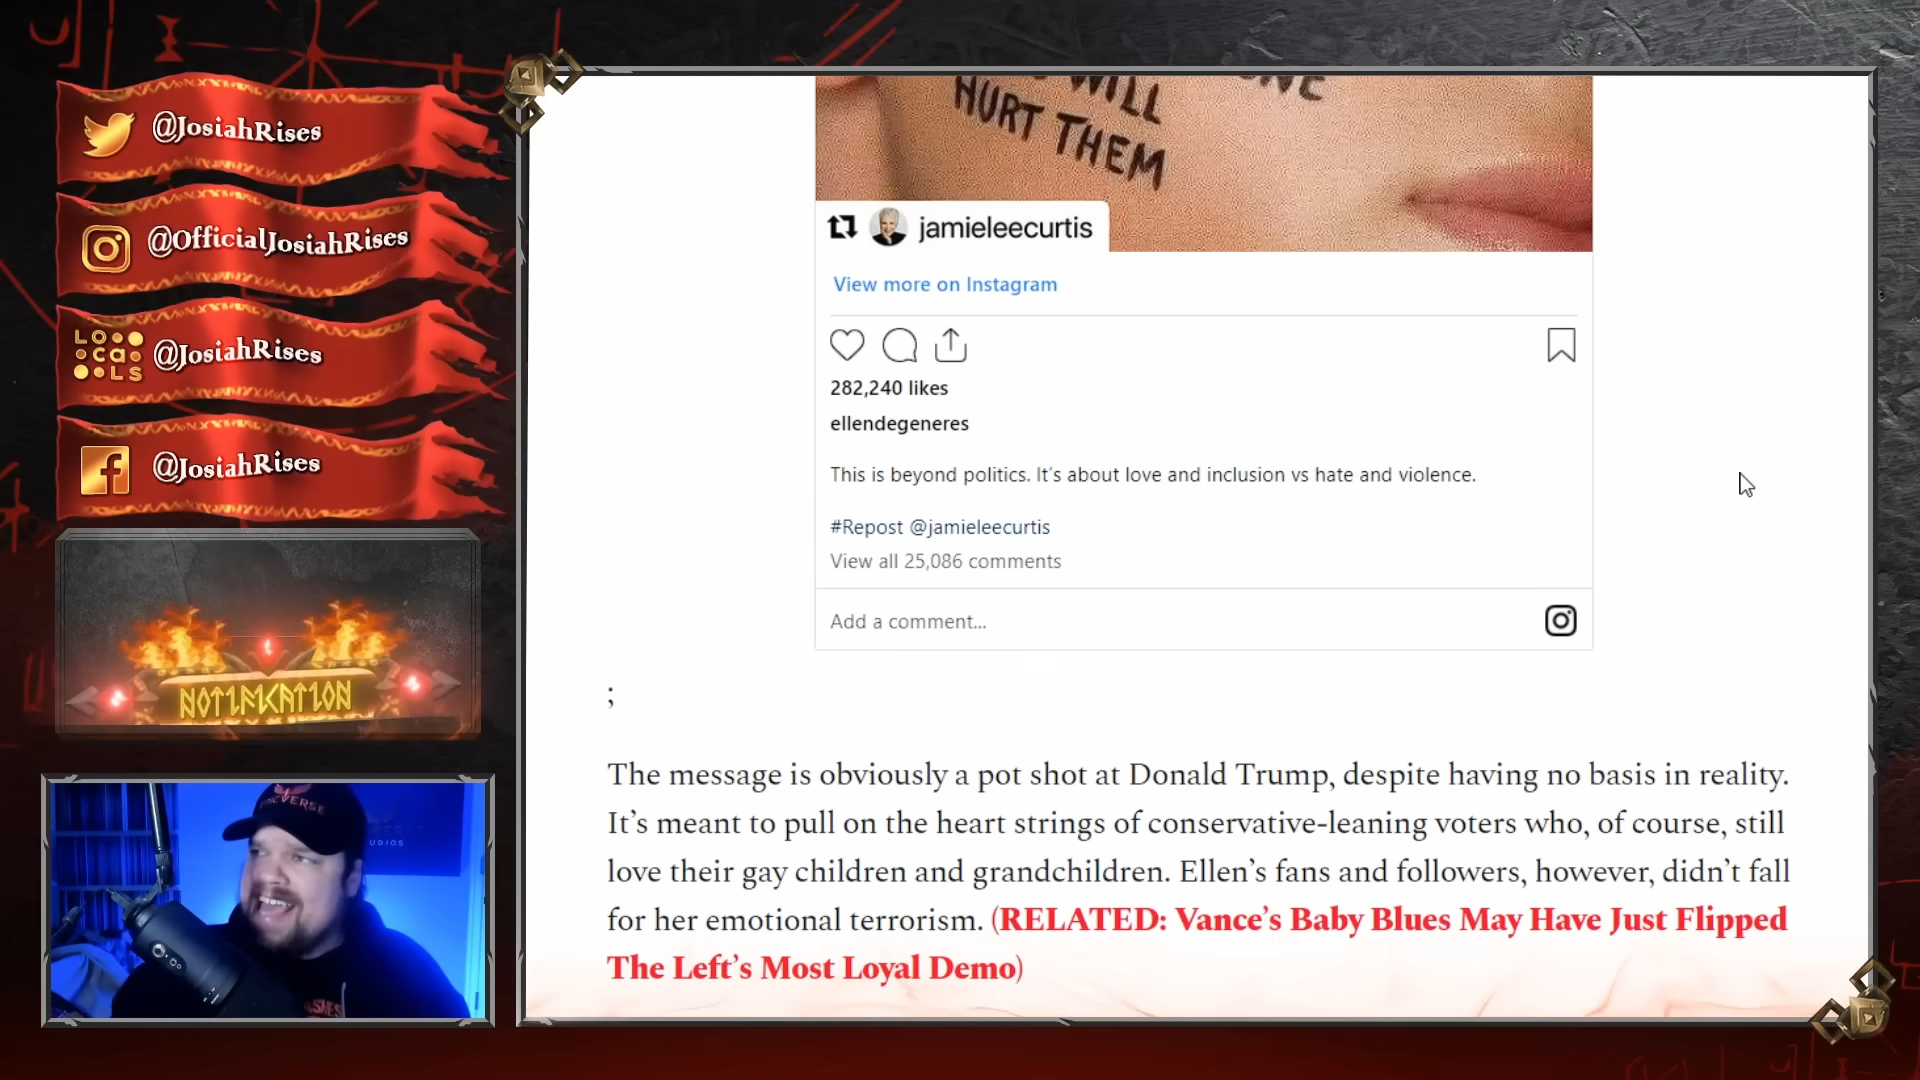 @JosiahRises
@OfficialJosiahRises
LOCALS
@JosiahRises
@JosiahRises
NOTIFICATION
WILL
HURT THEM
jamieleecurtis
View more on Instagram
282,240 likes
ellendegeneres
This is beyond politics. It's about love and inclusion vs hate and violence.
#Repost @jamieleecurtis
View all 25,086 comments
Add a comment...
;
The message is obviously a pot shot at Donald Trump, despite having no basis in reality.
It's meant to pull on the heart strings of conservative-leaning voters who, of course, still
love their gay children and grandchildren. Ellen's fans and followers, however, didn't fall
for her emotional terrorism. (RELATED: Vance's Baby Blues May Have Just Flipped
The Left's Most Loyal Demo)